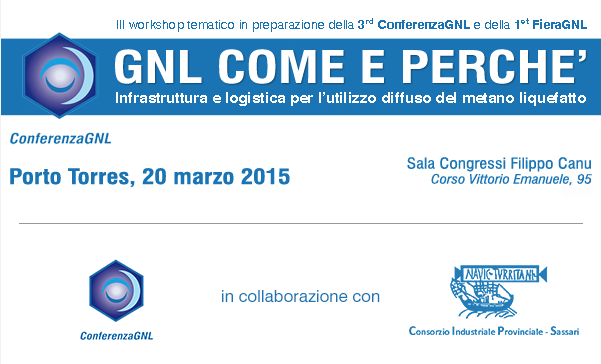 III workshop tematico in preparazione della 3rd ConferenzaGNL e della 1st FieraGNL
GNL COME E PERCHE'
Infrastruttura e logistica per l'utilizzo diffuso del metano liquefatto
ConferenzaGNL
Porto Torres, 20 marzo 2015
Sala Congressi Filippo Canu
Corso Vittorio Emanuele, 95
in collaborazione con
ConferenzaGNL
NAVIC·TVRRITANI
Consorzio Industriale Provinciale - Sassari